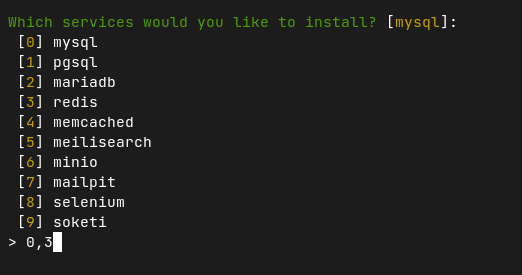 Which services would you like to install? [mysql]:
[0] mysql
[1] pgsql
[2] mariadb
[3] redis
[4] memcached
[5] meilisearch
[6] minio
[7] mailpit
[8] selenium
[9] soketi
> 0,3